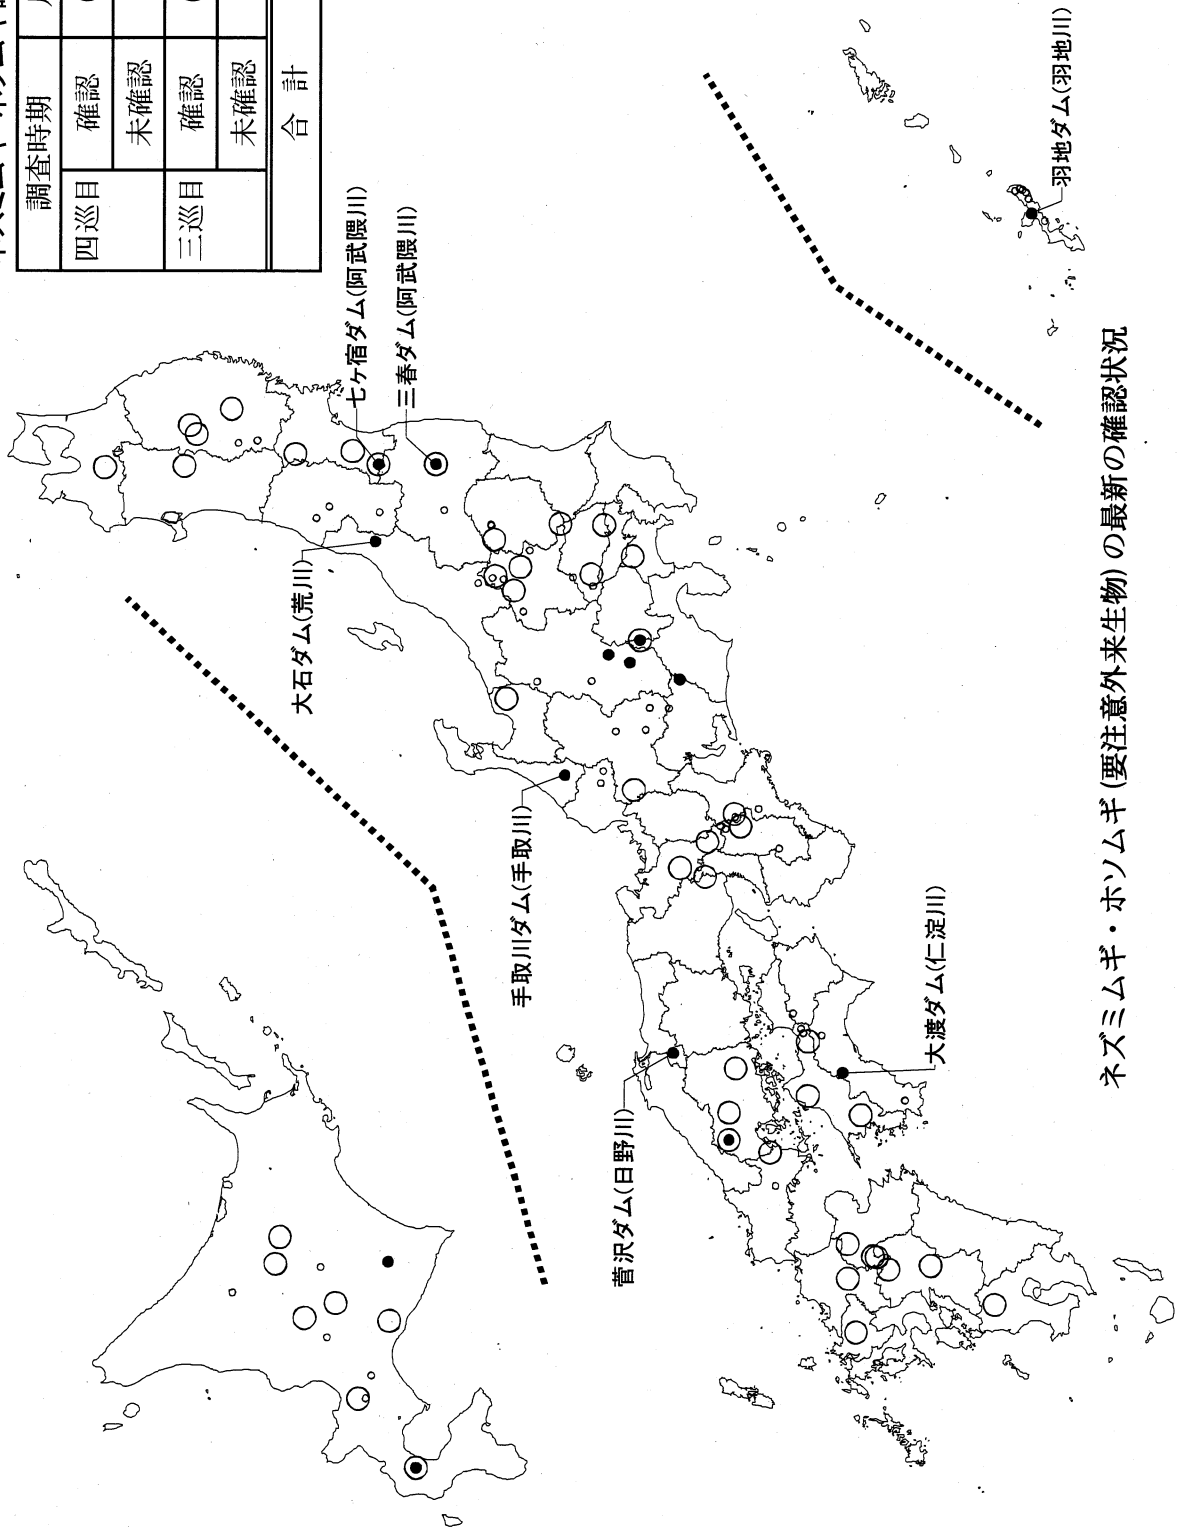 調査時期
四巡目
確認
未確認
三巡目
確認
未確認
合 計
七ヶ宿ダム(阿武隈川)
三春ダム(阿武隈川)
大石ダム(荒川)
手取川ダム(手取川)
菅沢ダム(日野川)
大渡ダム(仁淀川)
羽地ダム(羽地川)
ネズミムギ・ホソムギ (要注意外来生物) の最新の確認状況